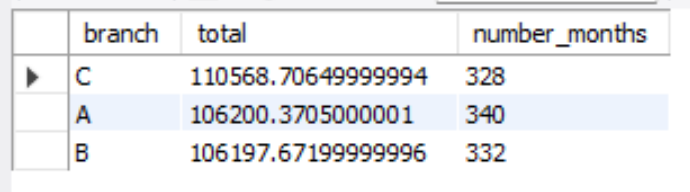 branch total number_months
C 110568.70649999994 328
A 106200.3705000001 340
B 106197.67199999996 332